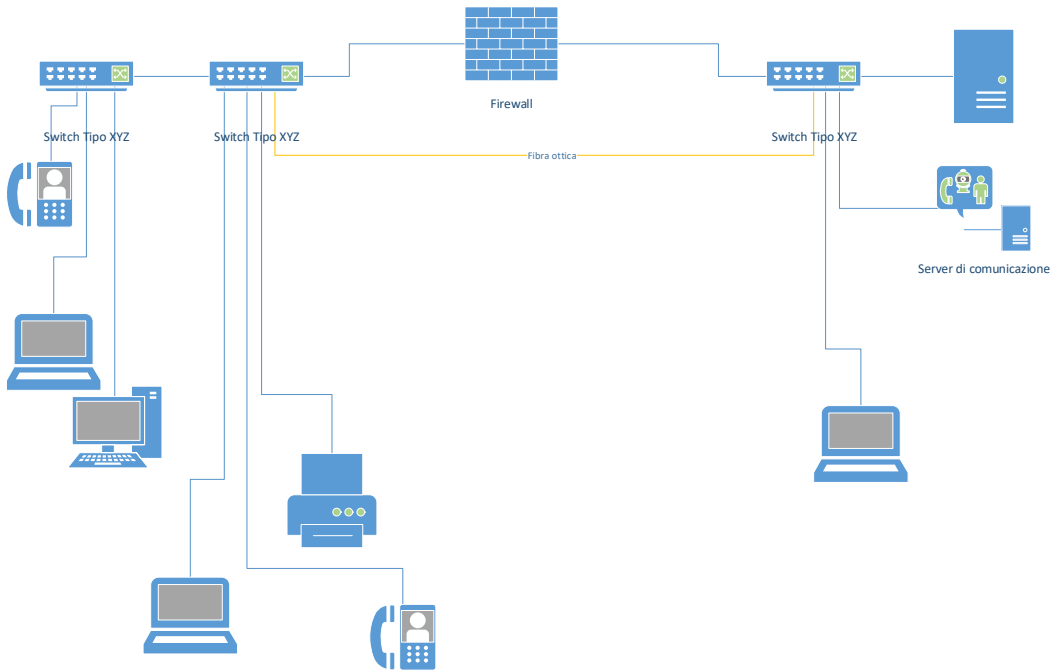 Firewall
Switch Tipo XYZ
Switch Tipo XYZ
Switch Tipo XYZ
Fibra ottica
Server di comunicazione